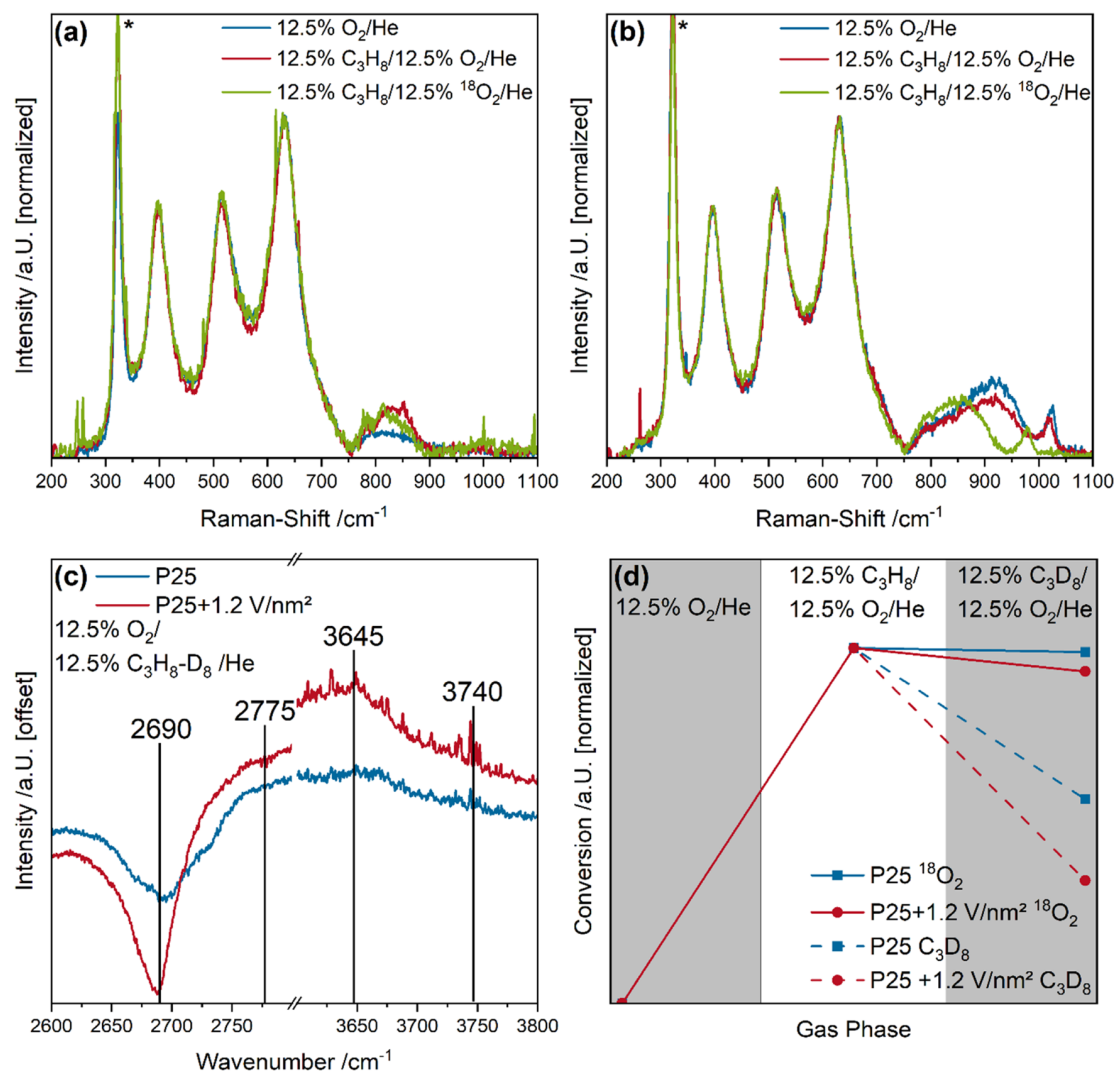 (a)
*
12.5% O₂/He
12.5% C₃H₈/12.5% O₂/He
12.5% C₃H₈/12.5% ¹⁸O₂/He
Intensity /a.U. [normalized]
200 300 400 500 600 700 800 900 1000 1100
Raman-Shift /cm⁻¹
(b)
*
12.5% O₂/He
12.5% C₃H₈/12.5% O₂/He
12.5% C₃H₈/12.5% ¹⁸O₂/He
Intensity /a.U. [normalized]
200 300 400 500 600 700 800 900 1000 1100
Raman-Shift /cm⁻¹
(c)
P25
P25+1.2 V/nm²
12.5% O₂/
12.5% C₃H₈-D₈ /He
2690
2775
3645
3740
Intensity /a.U. [offset]
2600 2700 2750 3650 3700 3750 3800
Wavenumber /cm⁻¹
(d)
12.5% O₂/He
12.5% C₃H₈/
12.5% O₂/He
12.5% C₃D₈/
12.5% O₂/He
Conversion /a.U. [normalized]
P25 ¹⁸O₂
P25+1.2 V/nm² ¹⁸O₂
P25 C₃D₈
P25 +1.2 V/nm² C₃D₈
Gas Phase